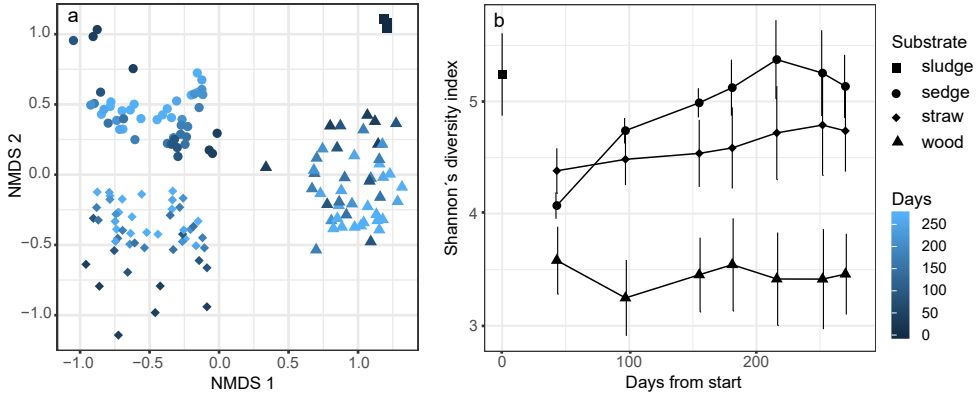 a
1.0
0.5
0.0
−0.5
−1.0
NMDS 2
−1.0 −0.5 0.0 0.5 1.0
NMDS 1
b
5
4
3
Shannon´s diversity index
0 100 200
Days from start
Substrate
sludge
sedge
straw
wood
Days
250
200
150
100
50
0